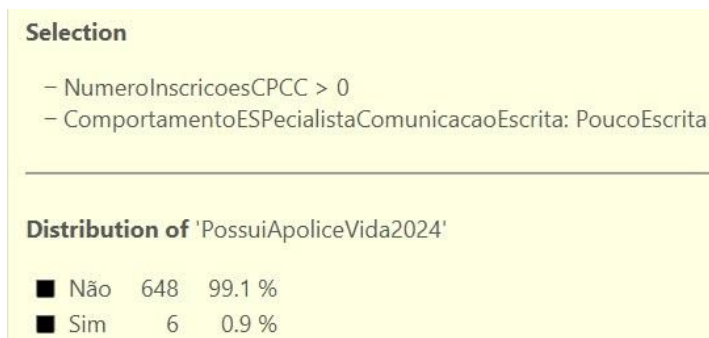 Selection
– NumeroInscricoesCPCC > 0
– ComportamentoESPecialistaComunicacaoEscrita: PoucoEscrita
Distribution of 'PossuiApoliceVida2024'
Não 648 99.1 %
Sim 6 0.9 %